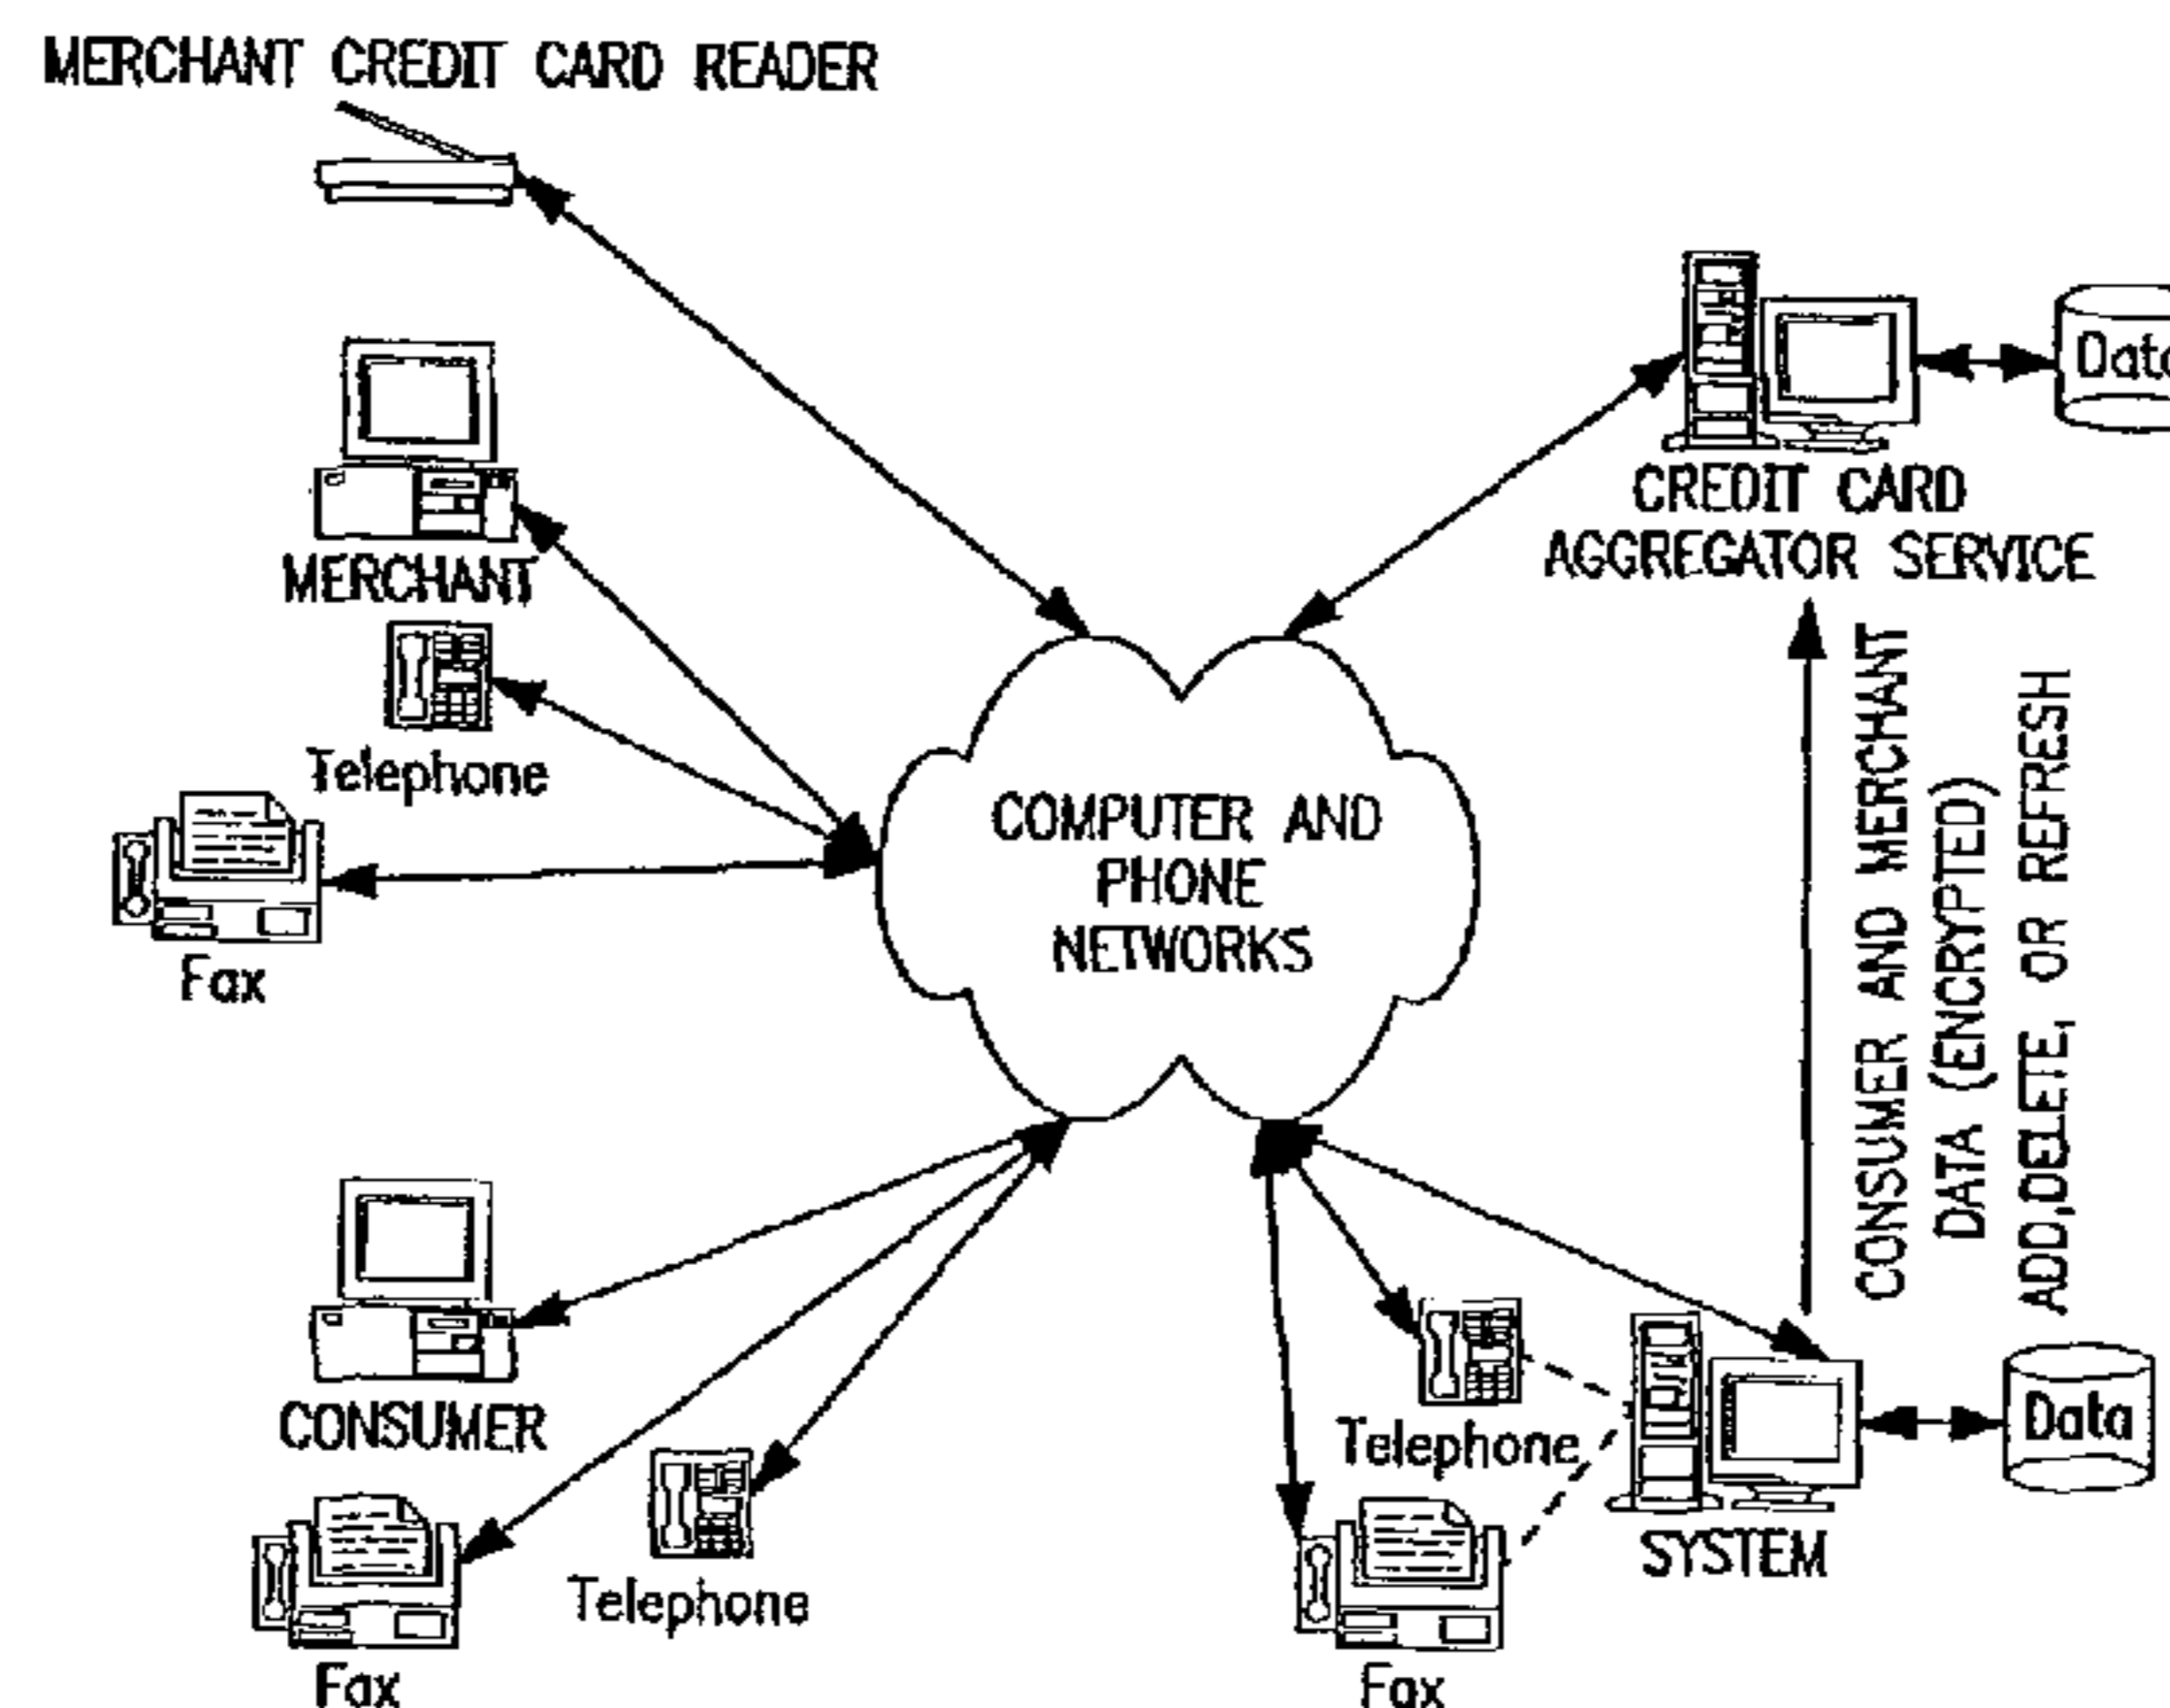 MERCHANT CREDIT CARD READER
CREDIT CARD
AGGREGATOR SERVICE
MERCHANT
Telephone
Fax
COMPUTER AND
PHONE
NETWORKS
CONSUMER AND MERCHANT
DATA (ENCRYPTED)
ADD,DELETE, OR REFRESH
CONSUMER
Telephone
Fax
Telephone
Fax
SYSTEM
Data